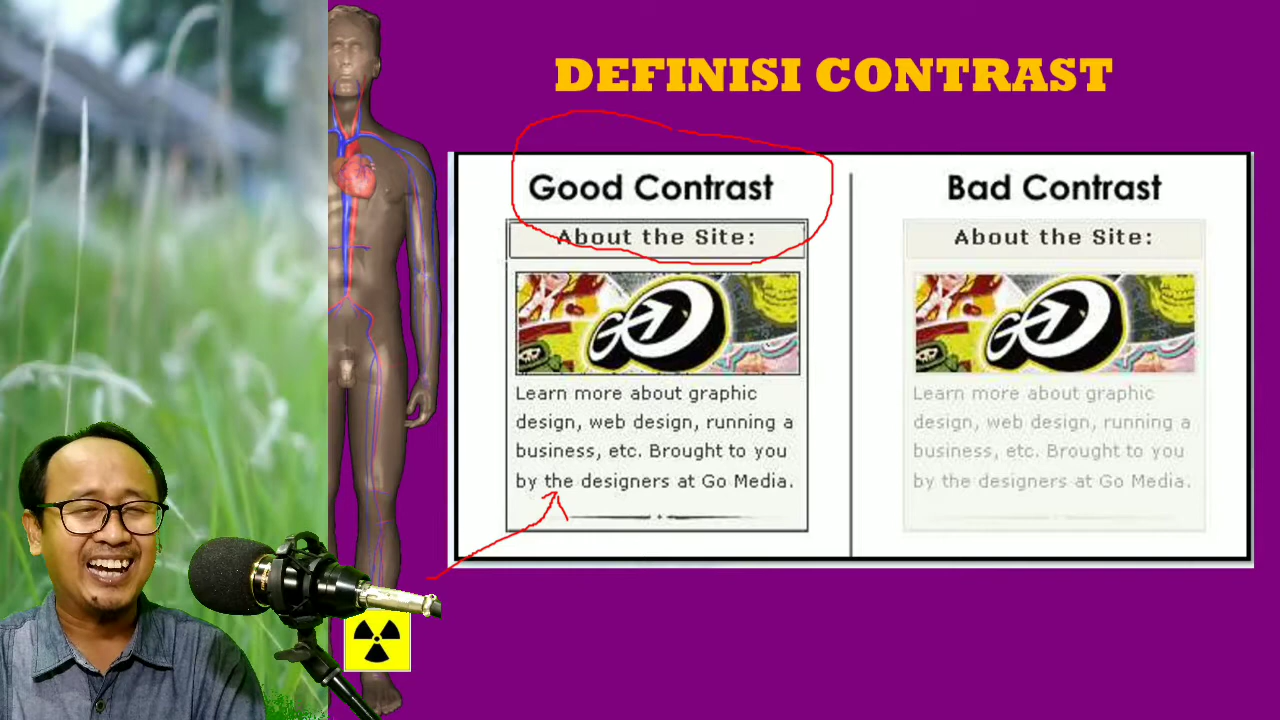 DEFINISI CONTRAST
Good Contrast
About the Site:
GO
Learn more about graphic
design, web design, running a
business, etc. Brought to you
by the designers at Go Media.
Bad Contrast
About the Site:
GO
Learn more about graphic
design, web design, running a
business, etc. Brought to you
by the designers at Go Media.